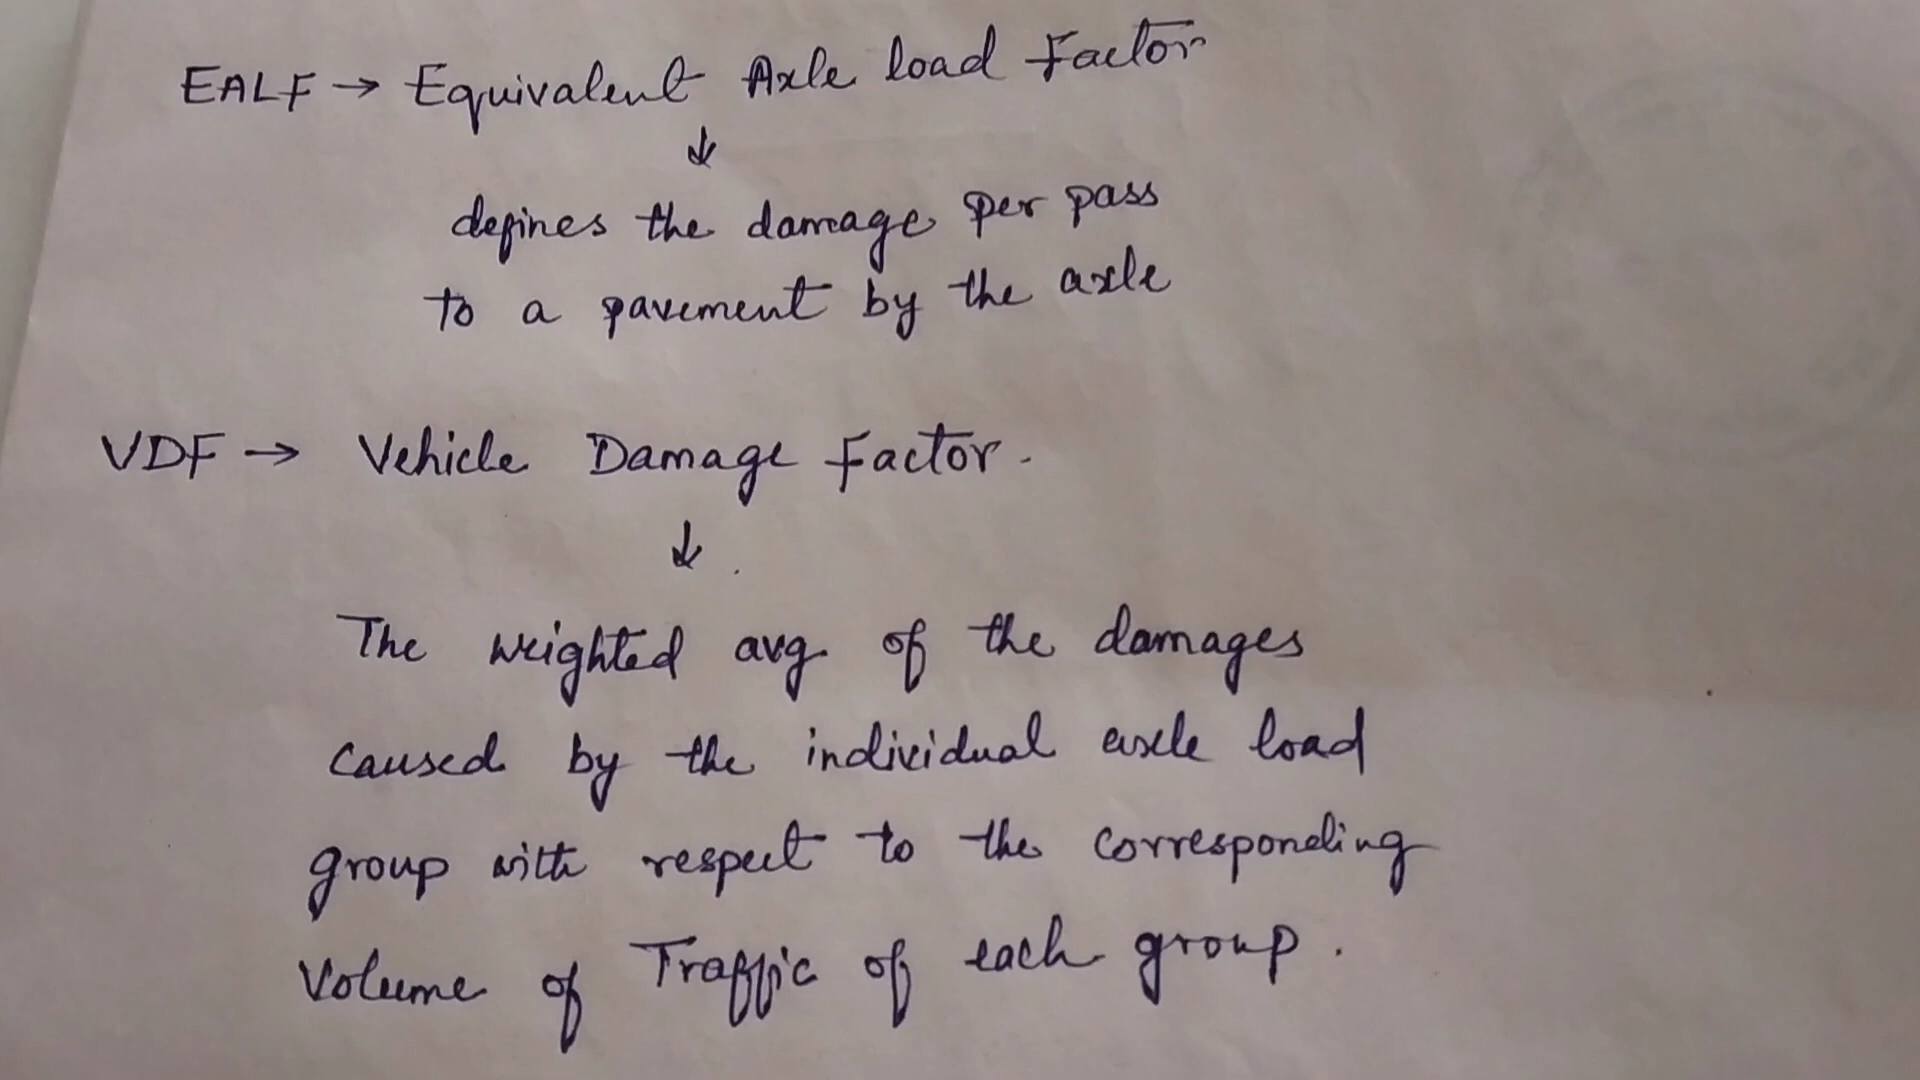 EALF → Equivalent Axle load Factor
↓
defines the damage per pass
to a pavement by the axle
VDF → Vehicle Damage Factor.
↓
The weighted avg. of the damages
caused by the individual axle load
group with respect to the corresponding
Volume of Traffic of each group.